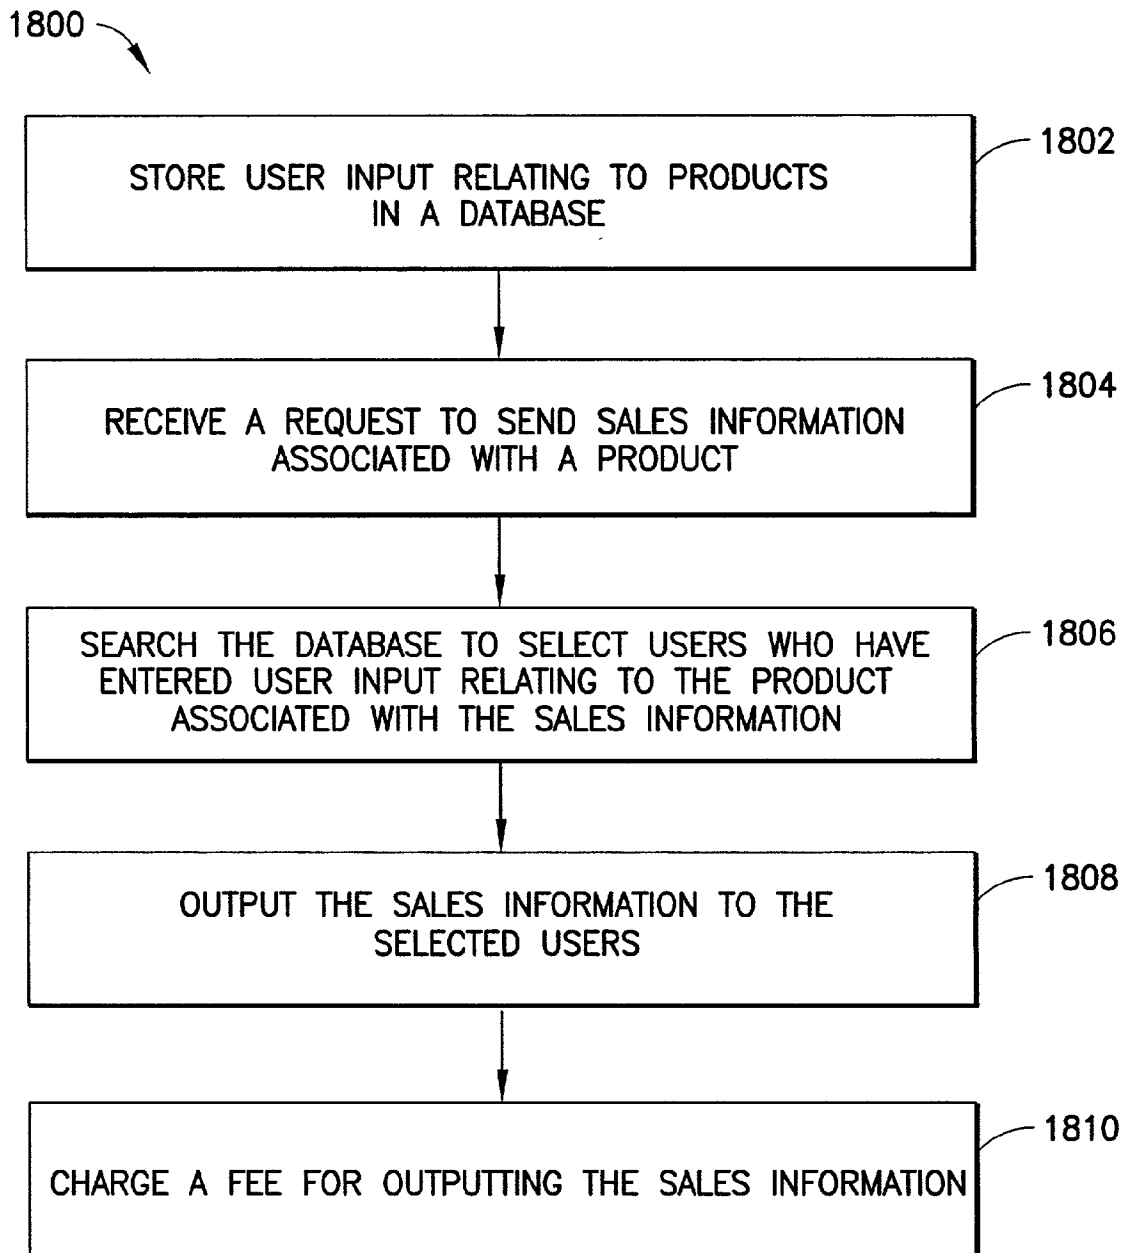 1800
STORE USER INPUT RELATING TO PRODUCTS
IN A DATABASE
1802
RECEIVE A REQUEST TO SEND SALES INFORMATION
ASSOCIATED WITH A PRODUCT
1804
SEARCH THE DATABASE TO SELECT USERS WHO HAVE
ENTERED USER INPUT RELATING TO THE PRODUCT
ASSOCIATED WITH THE SALES INFORMATION
1806
OUTPUT THE SALES INFORMATION TO THE
SELECTED USERS
1808
CHARGE A FEE FOR OUTPUTTING THE SALES INFORMATION
1810